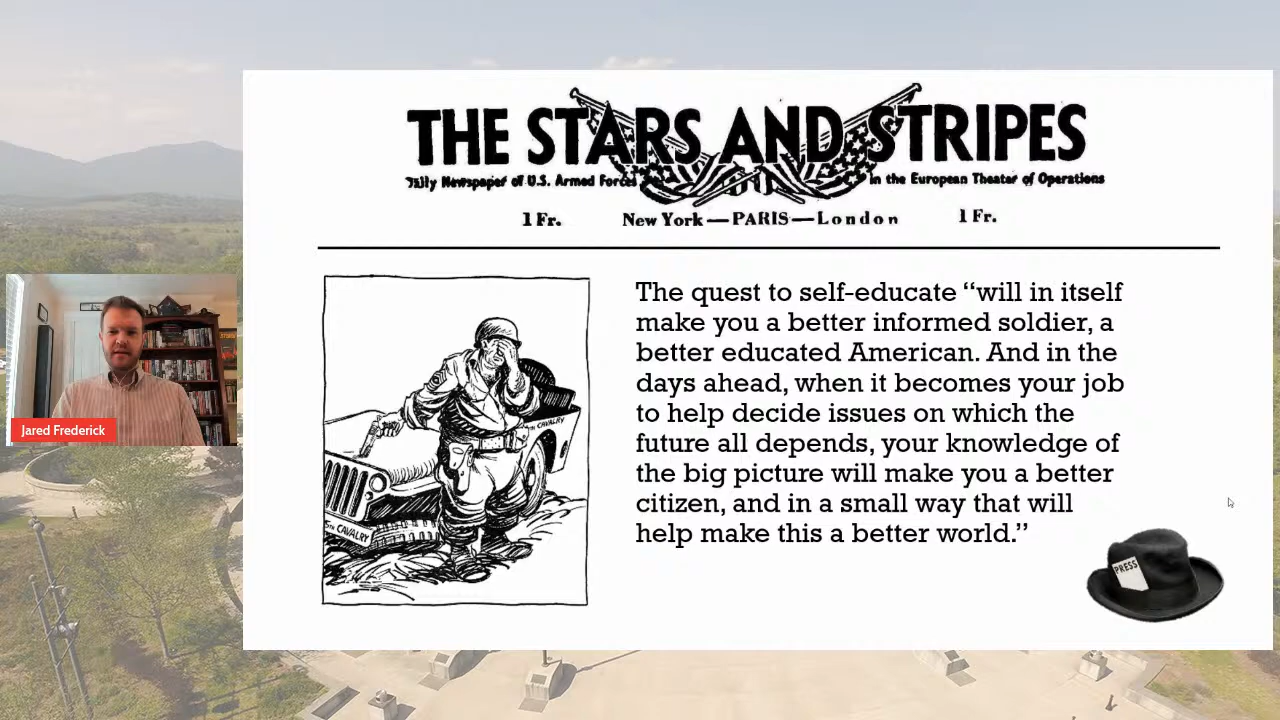 THE STARS AND STRIPES
Daily Newspaper of U.S. Armed Forces in the European Theater of Operations
1 Fr. New York — PARIS — London 1 Fr.
The quest to self-educate “will in itself
make you a better informed soldier, a
better educated American. And in the
days ahead, when it becomes your job
to help decide issues on which the
future all depends, your knowledge of
the big picture will make you a better
citizen, and in a small way that will
help make this a better world.”
5TH CAVALRY
5TH CAVALRY
PRESS
Jared Frederick